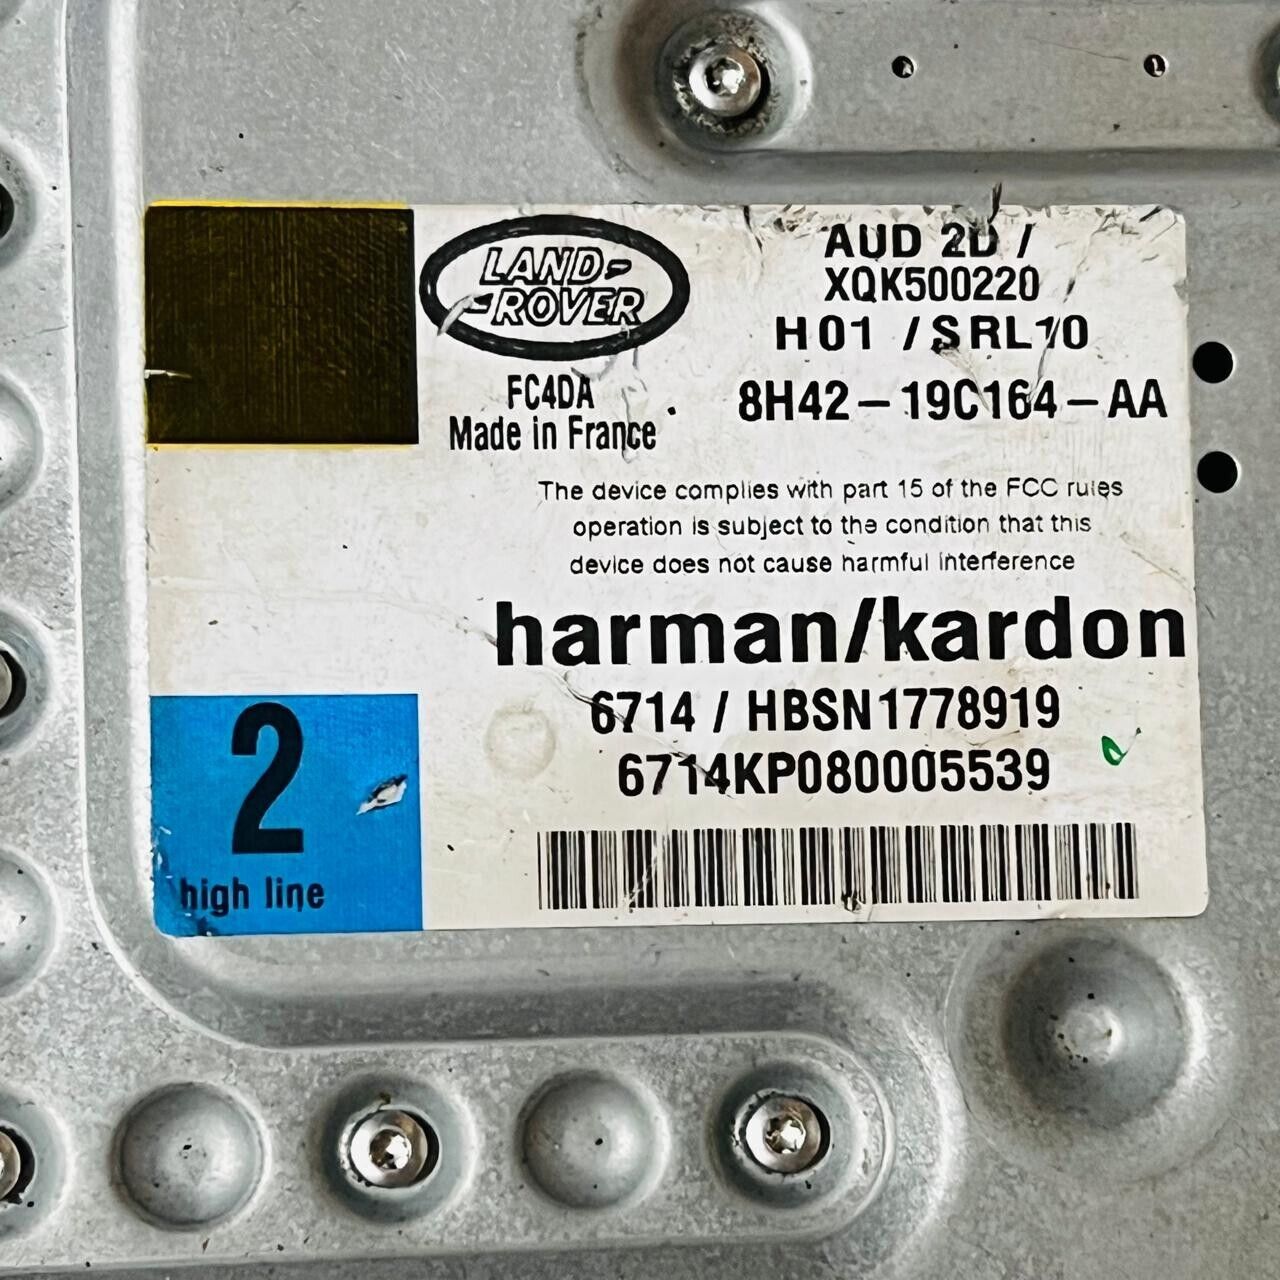 LAND-
-ROVER
FC4DA
Made in France
AUD 2D /
XQK500220
H01 /SRL10
8H42-19C164-AA
The device complies with part 15 of the FCC rules
operation is subject to the condition that this
device does not cause harmful interference
harman/kardon
6714 / HBSN1778919
6714KP080005539
2
high line